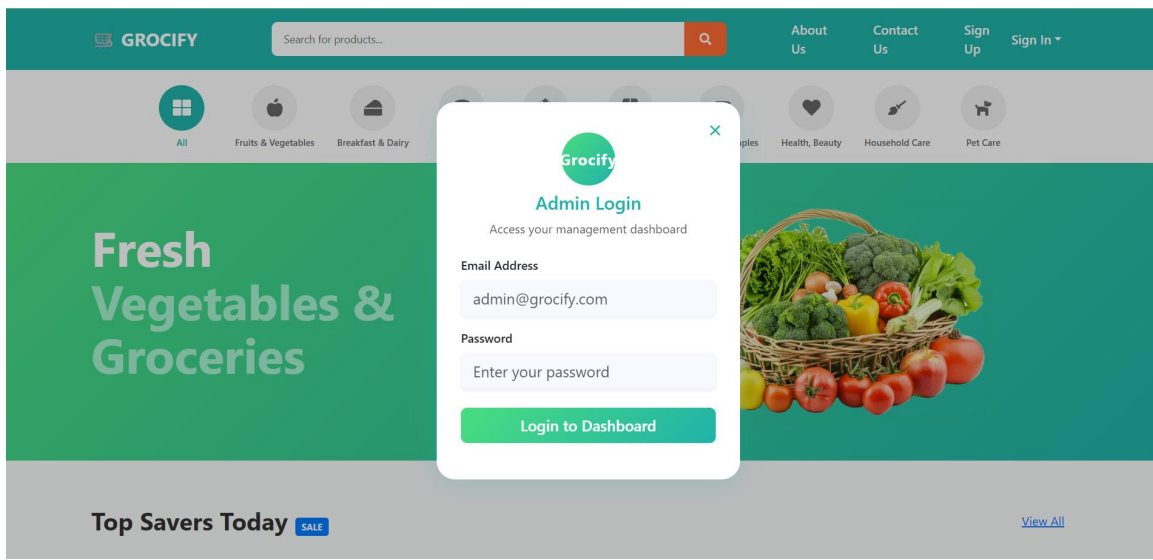 GROCIFY
Search for products...
About Us
Contact Us
Sign Up
Sign In
All
Fruits & Vegetables
Breakfast & Dairy
ples
Health, Beauty
Household Care
Pet Care
×
Grocify
Admin Login
Access your management dashboard
Email Address
admin@grocify.com
Password
Enter your password
Login to Dashboard
Fresh
Vegetables &
Groceries
Top Savers Today SALE
View All